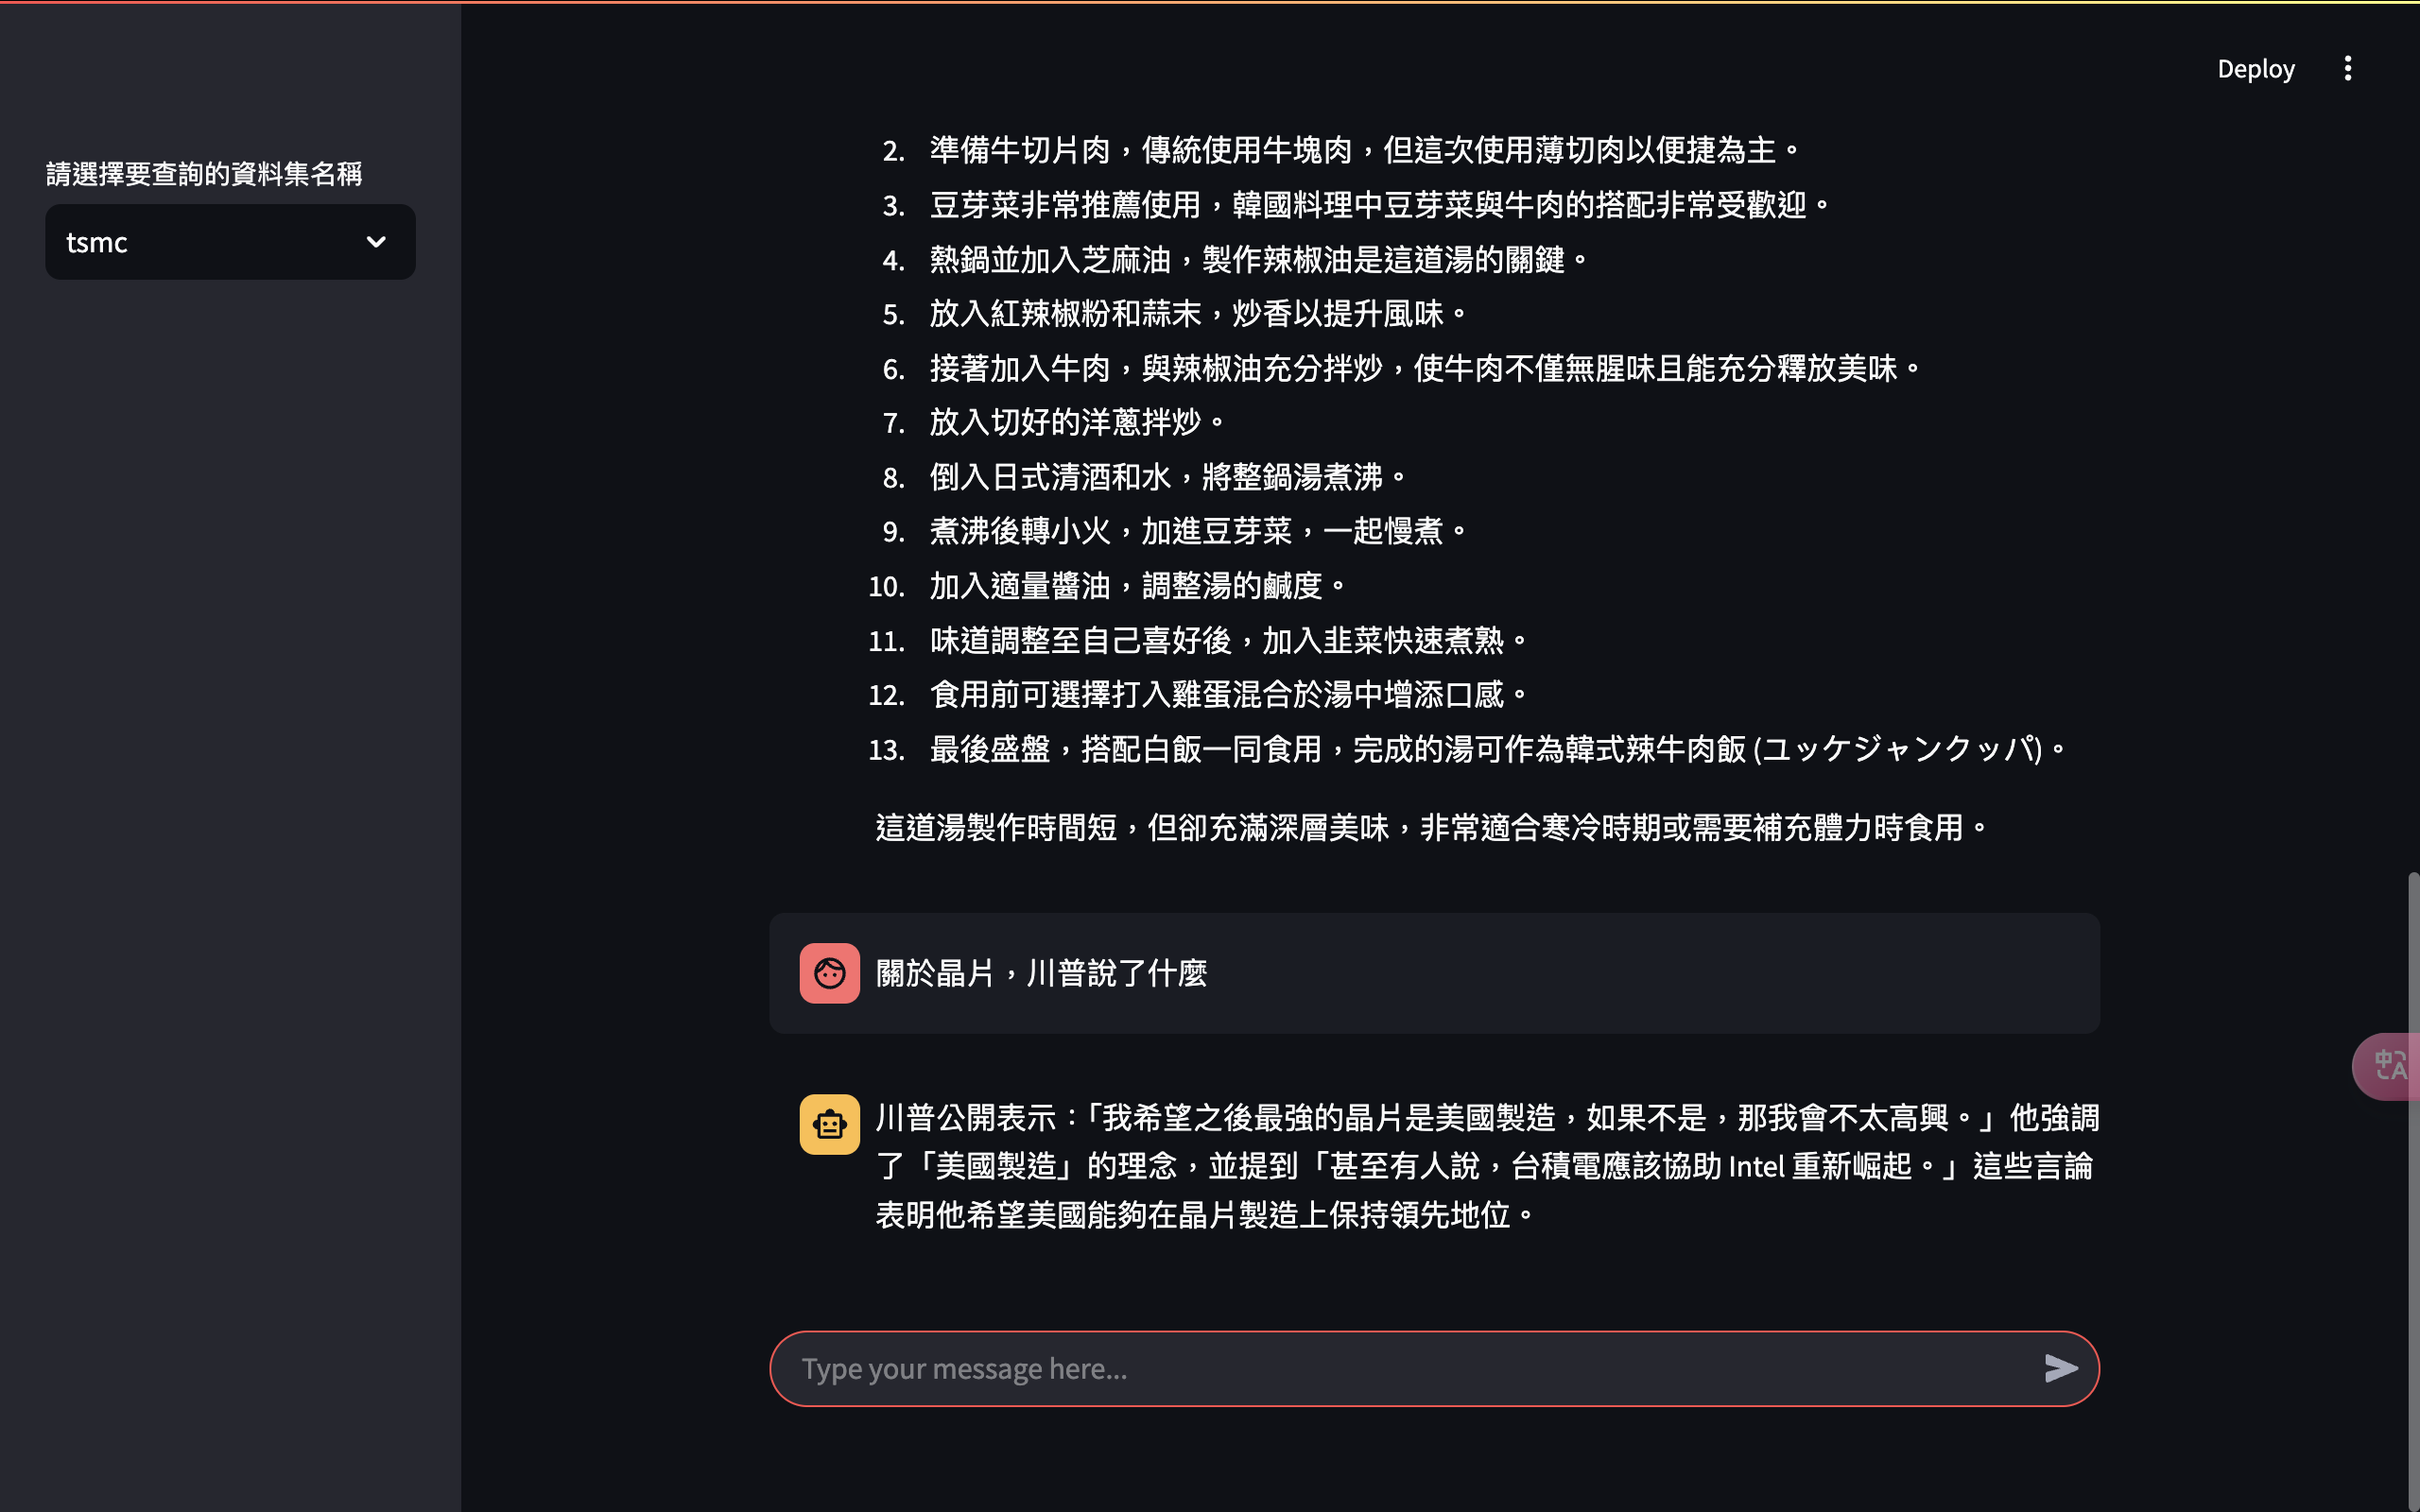 Deploy
請選擇要查詢的資料集名稱
tsmc
2. 準備牛切片肉，傳統使用牛塊肉，但這次使用薄切肉以便捷為主。
3. 豆芽菜非常推薦使用，韓國料理中豆芽菜與牛肉的搭配非常受歡迎。
4. 熱鍋並加入芝麻油，製作辣椒油是這道湯的關鍵。
5. 放入紅辣椒粉和蒜末，炒香以提升風味。
6. 接著加入牛肉，與辣椒油充分拌炒，使牛肉不僅無腥味且能充分釋放美味。
7. 放入切好的洋蔥拌炒。
8. 倒入日式清酒和水，將整鍋湯煮沸。
9. 煮沸後轉小火，加進豆芽菜，一起慢煮。
10. 加入適量醬油，調整湯的鹹度。
11. 味道調整至自己喜好後，加入韭菜快速煮熟。
12. 食用前可選擇打入雞蛋混合於湯中增添口感。
13. 最後盛盤，搭配白飯一同食用，完成的湯可作為韓式辣牛肉飯 (ユッケジャンクッパ)。
這道湯製作時間短，但卻充滿深層美味，非常適合寒冷時期或需要補充體力時食用。
關於晶片，川普說了什麼
川普公開表示：「我希望之後最強的晶片是美國製造，如果不是，那我會不太高興。」他強調
了「美國製造」的理念，並提到「甚至有人說，台積電應該協助 Intel 重新崛起。」這些言論
表明他希望美國能夠在晶片製造上保持領先地位。
中A
Type your message here...